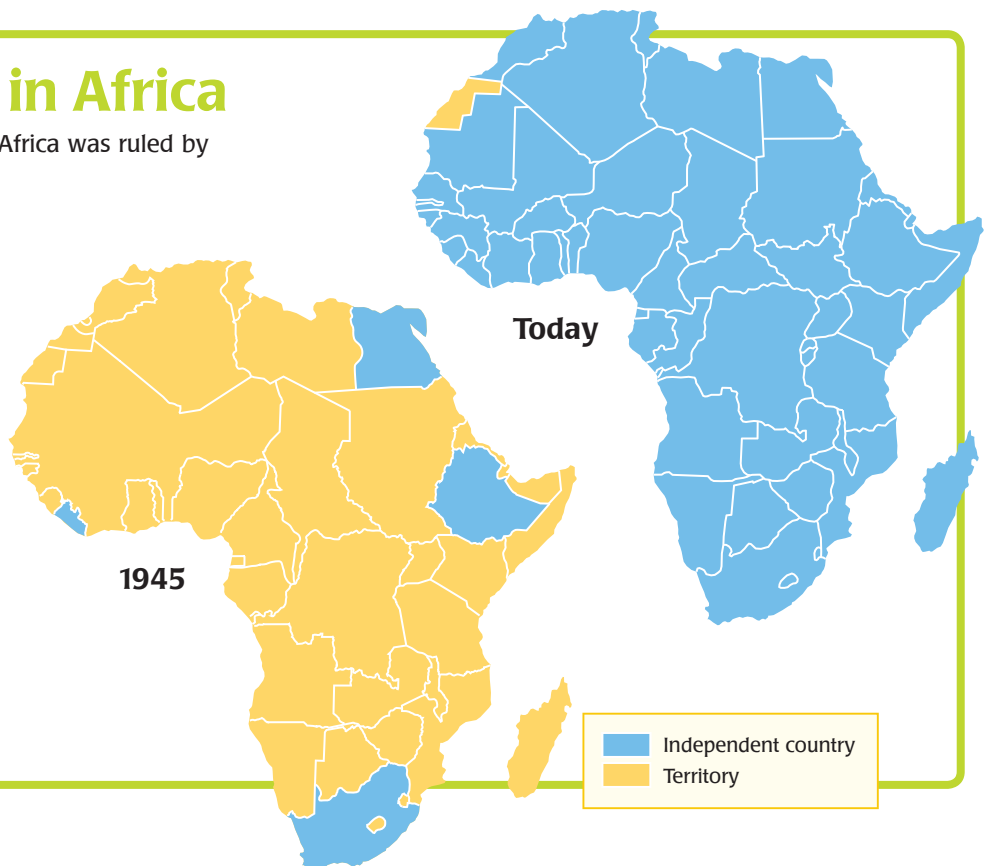 in Africa
Africa was ruled by
Today
1945
Independent country
Territory